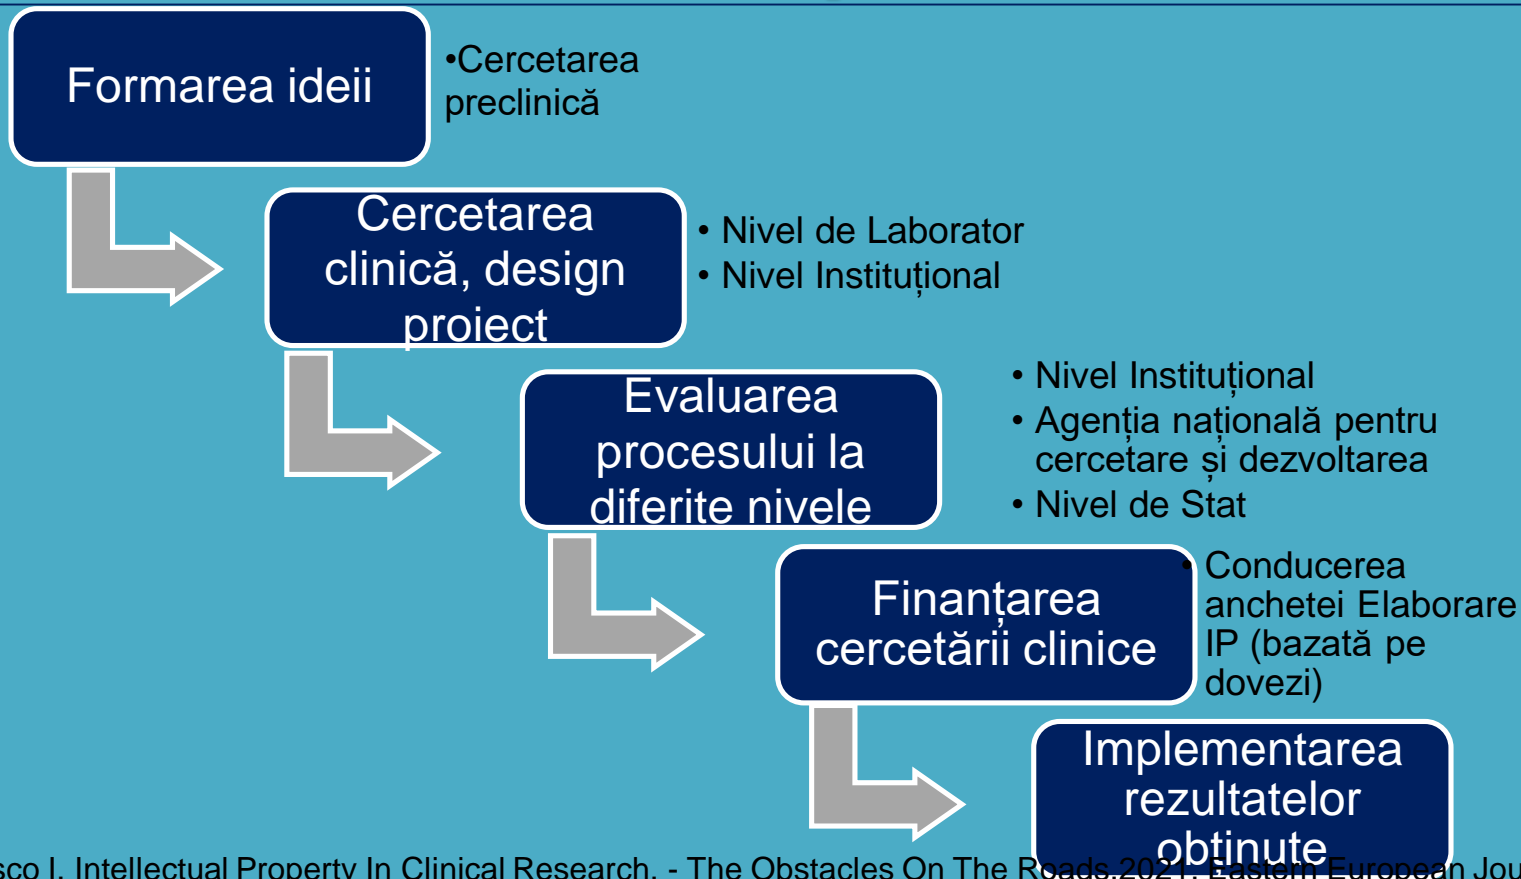 Formarea ideii
•Cercetarea
preclinică
Cercetarea
clinică, design
proiect
• Nivel de Laborator
• Nivel Instituțional
Evaluarea
procesului la
diferite nivele
• Nivel Instituțional
• Agenția națională pentru
cercetare și dezvoltarea
• Nivel de Stat
Finanțarea
cercetării clinice
• Conducerea
anchetei Elaborare
IP (bazată pe
dovezi)
Implementarea
rezultatelor
obținute
sco I. Intellectual Property In Clinical Research. - The Obstacles On The Roads.2021. Eastern European Jou